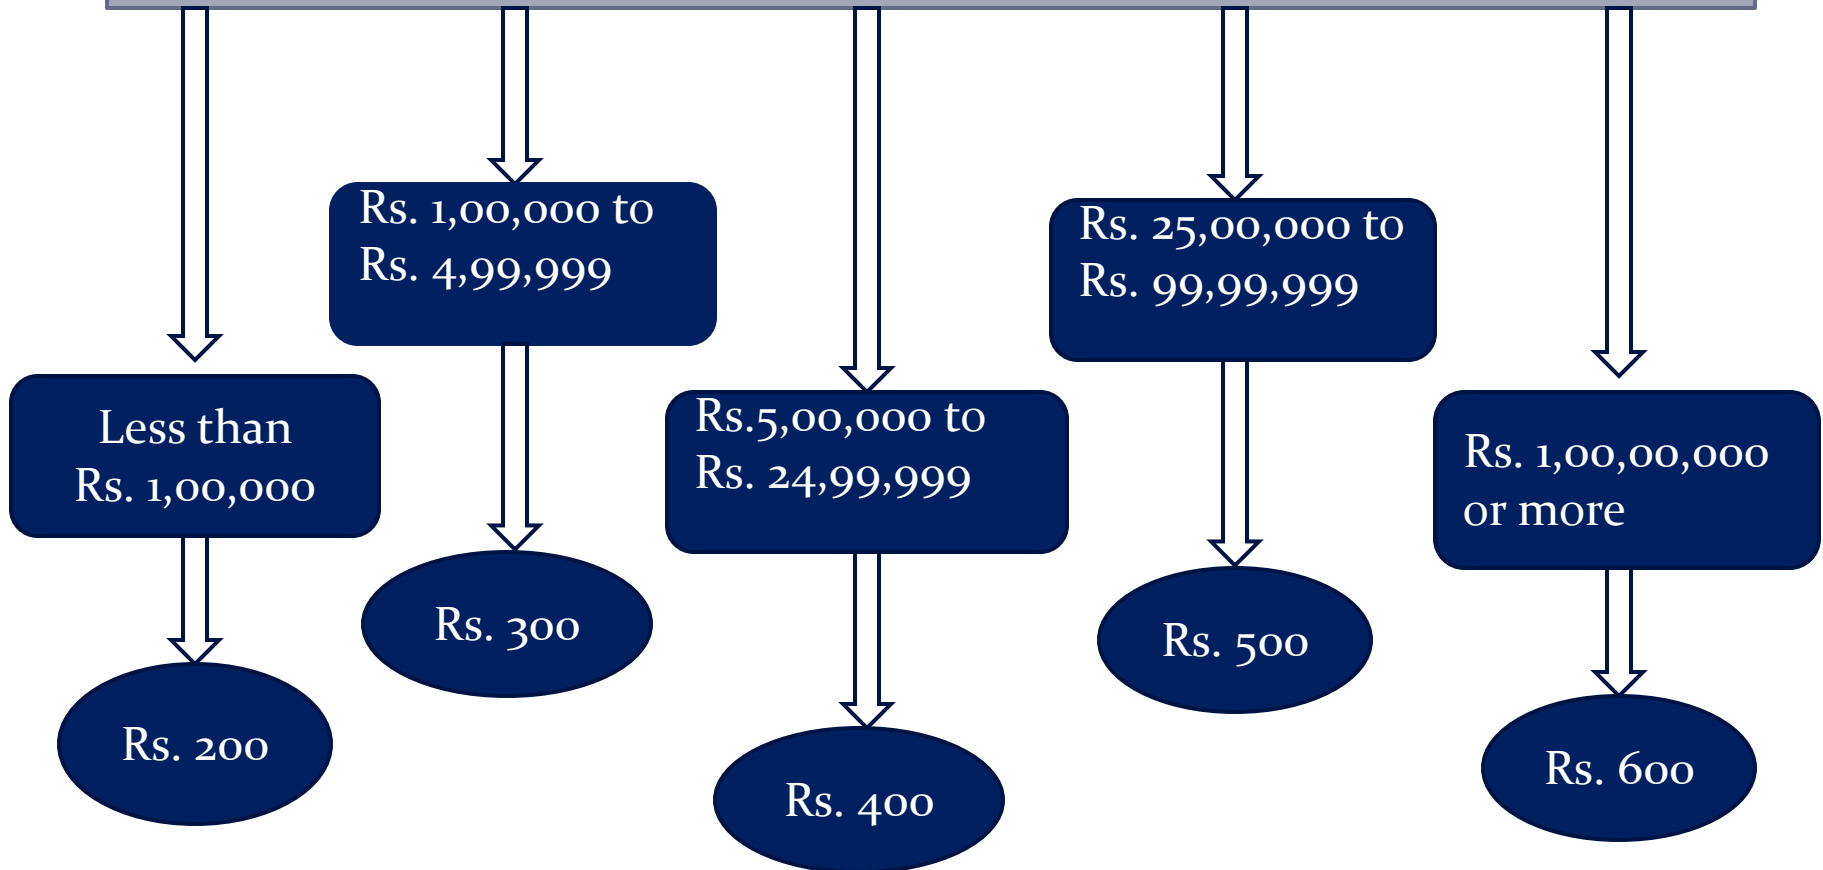 Less than
Rs. 1,00,000
Rs. 200
Rs. 1,00,000 to
Rs. 4,99,999
Rs. 300
Rs.5,00,000 to
Rs. 24,99,999
Rs. 400
Rs. 25,00,000 to
Rs. 99,99,999
Rs. 500
Rs. 1,00,00,000
or more
Rs. 600